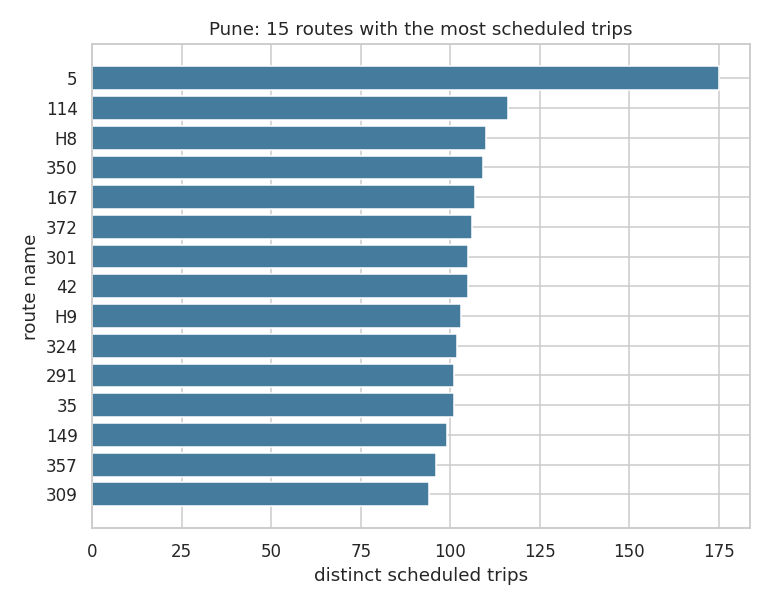 Pune: 15 routes with the most scheduled trips
route name
5
114
H8
350
167
372
301
42
H9
324
291
35
149
357
309
0 25 50 75 100 125 150 175
distinct scheduled trips